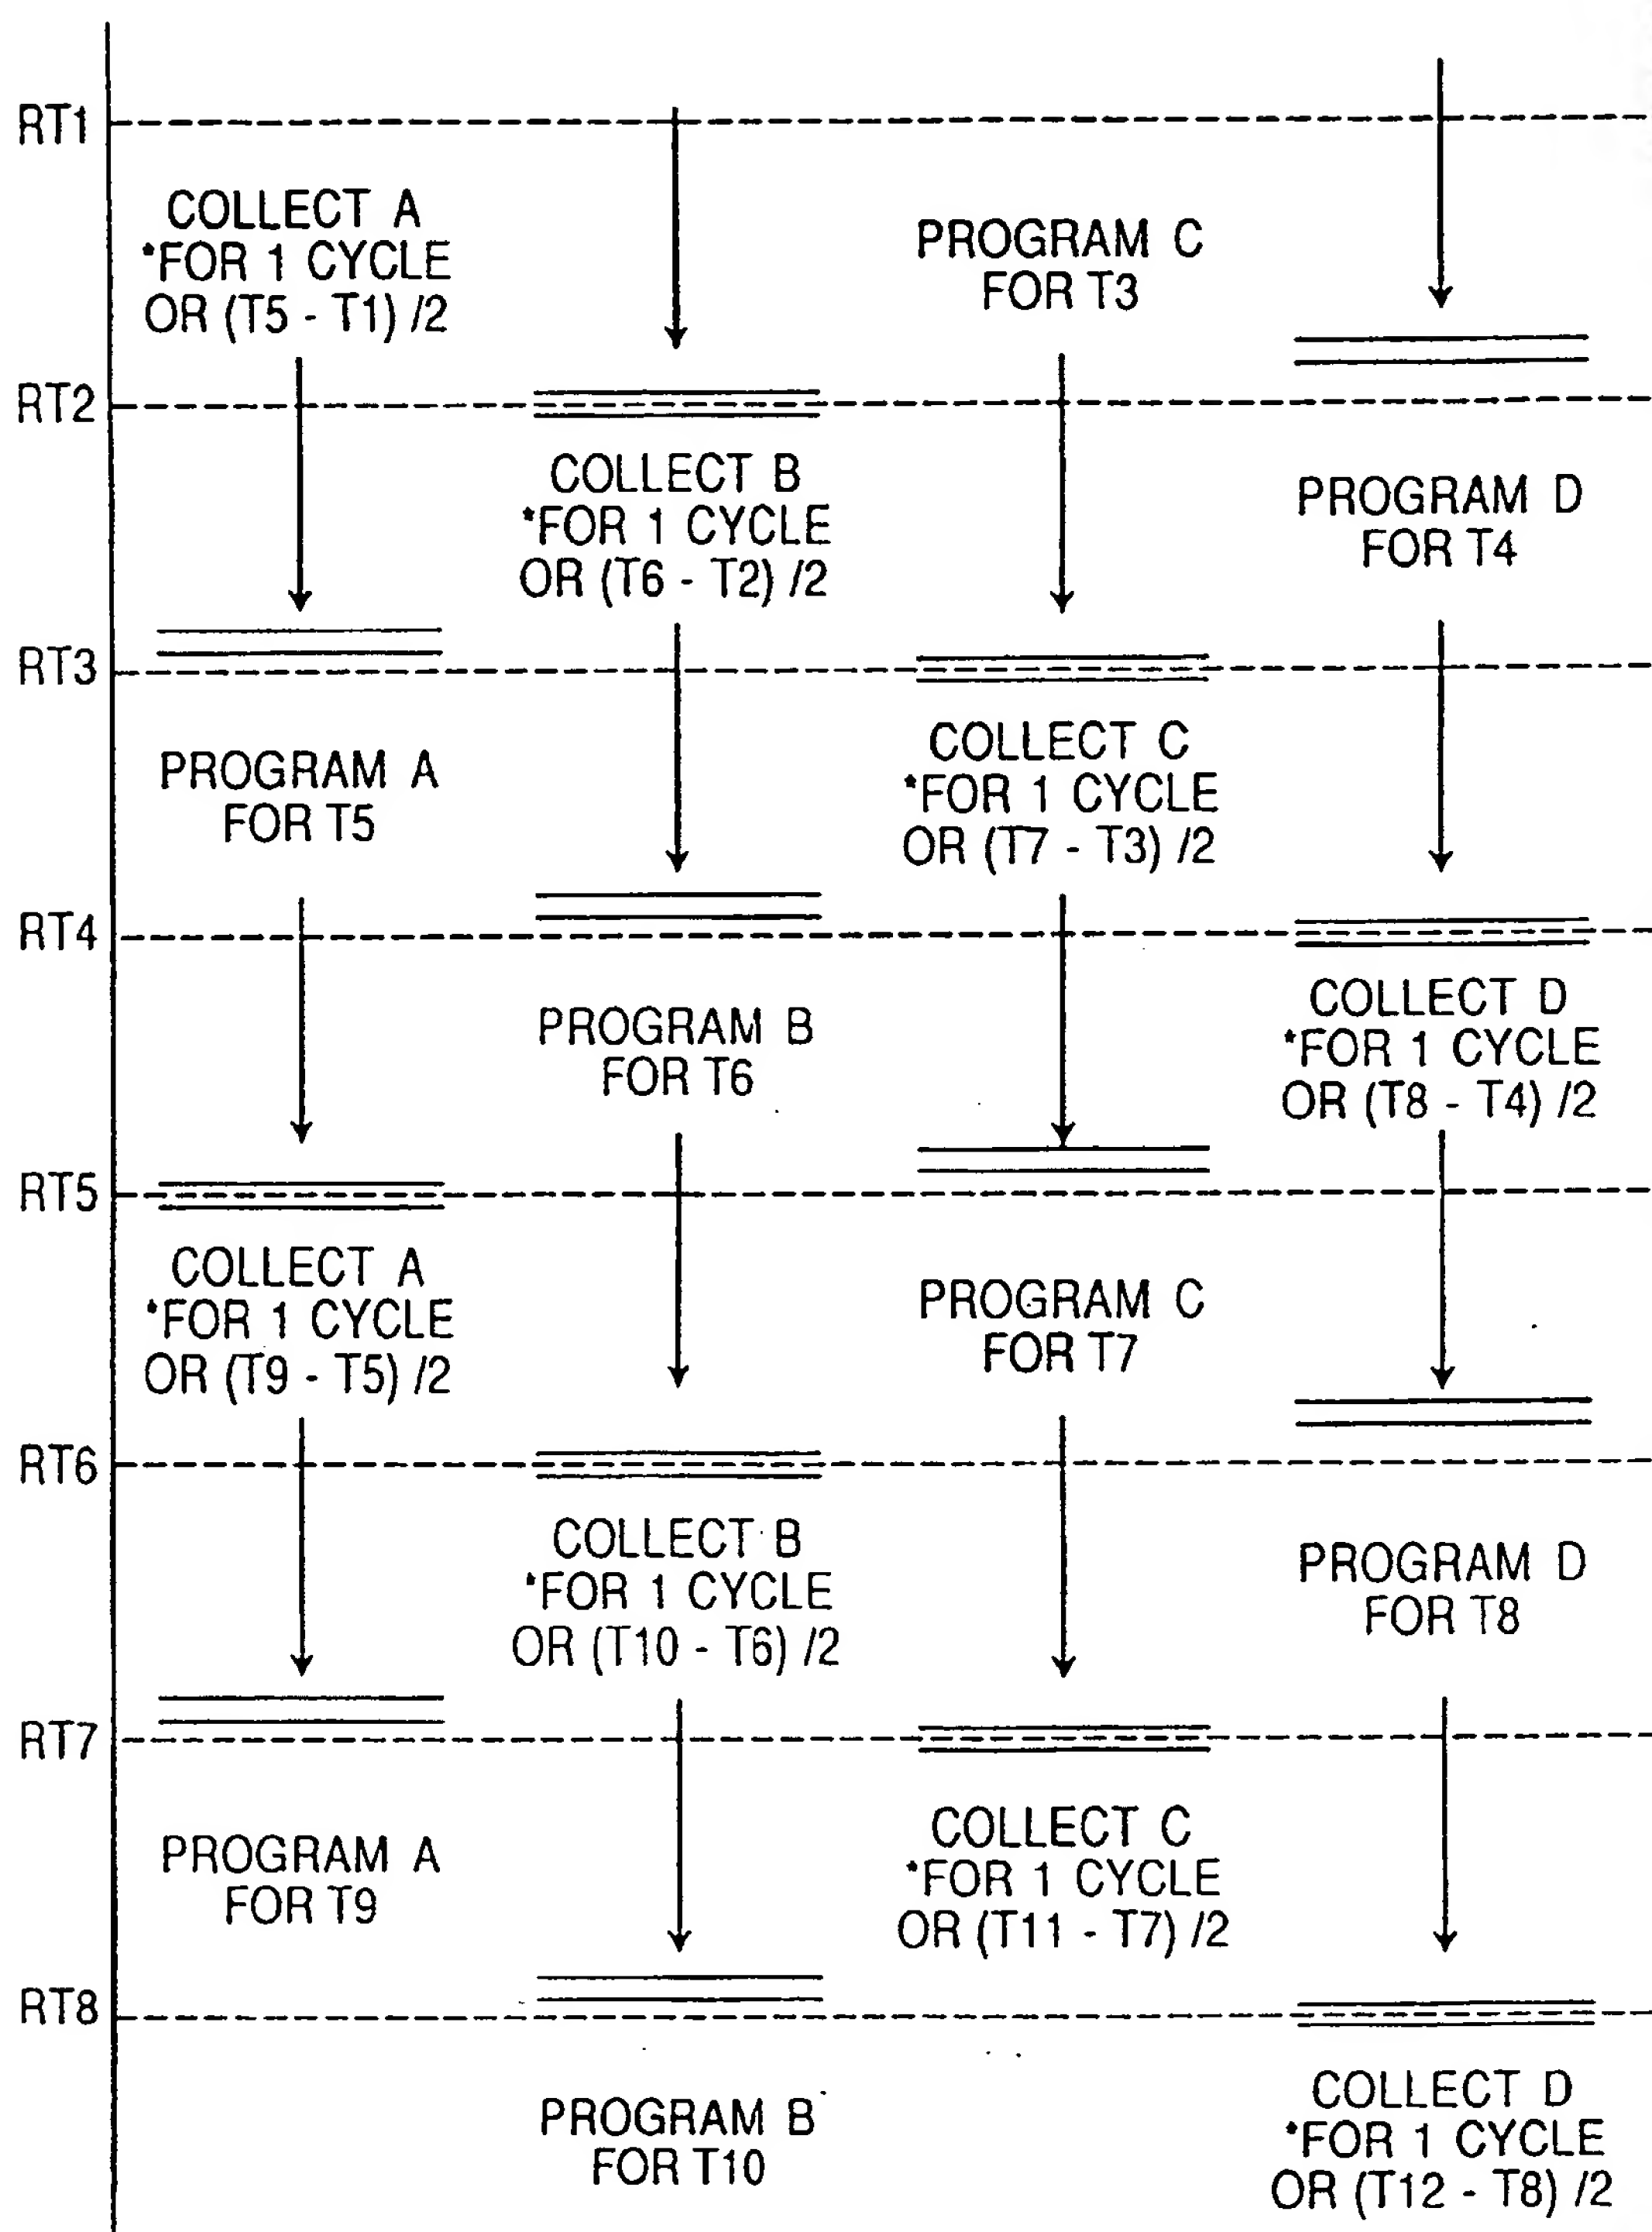 RT1
COLLECT A
*FOR 1 CYCLE
OR (T5 - T1) /2
PROGRAM C
FOR T3
RT2
COLLECT B
*FOR 1 CYCLE
OR (T6 - T2) /2
PROGRAM D
FOR T4
RT3
PROGRAM A
FOR T5
COLLECT C
*FOR 1 CYCLE
OR (T7 - T3) /2
RT4
PROGRAM B
FOR T6
COLLECT D
*FOR 1 CYCLE
OR (T8 - T4) /2
RT5
COLLECT A
*FOR 1 CYCLE
OR (T9 - T5) /2
PROGRAM C
FOR T7
RT6
COLLECT B
*FOR 1 CYCLE
OR (T10 - T6) /2
PROGRAM D
FOR T8
RT7
PROGRAM A
FOR T9
COLLECT C
*FOR 1 CYCLE
OR (T11 - T7) /2
RT8
PROGRAM B
FOR T10
COLLECT D
*FOR 1 CYCLE
OR (T12 - T8) /2